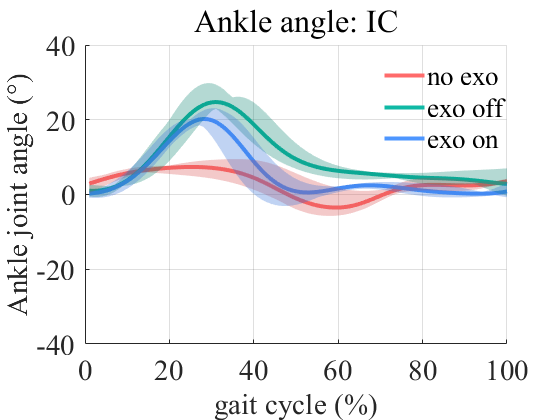 Ankle angle: IC
40
20
0
-20
-40
Ankle joint angle (°)
no exo
exo off
exo on
0 20 40 60 80 100
gait cycle (%)